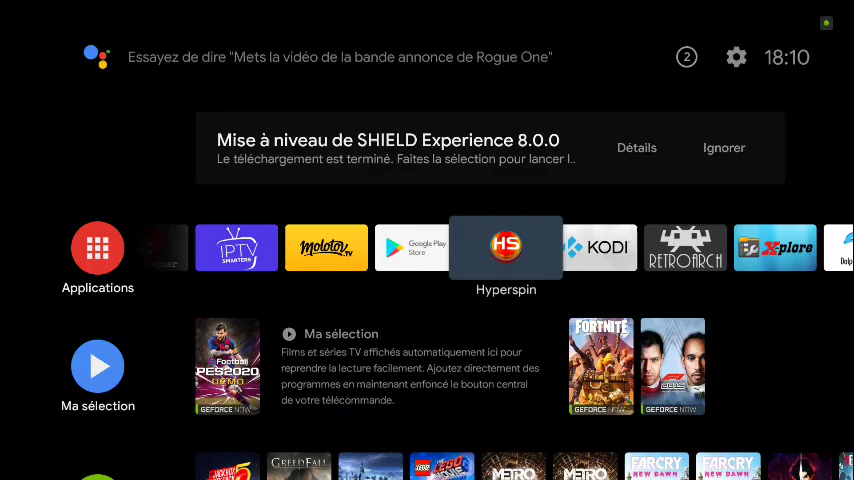 Essayez de dire "Mets la vidéo de la bande annonce de Rogue One"
2
18:10
Mise à niveau de SHIELD Experience 8.0.0
Le téléchargement est terminé. Faites la sélection pour lancer l..
Détails
Ignorer
IPTV
SMARTERS
Molotov.TV
Google Play
Store
HS
KODI
RETROARCH
Xplore
Dolp
Applications
Hyperspin
Football
PES2020
DEMO
GEFORCE NOW
Ma sélection
Films et séries TV affichés automatiquement ici pour
reprendre la lecture facilement. Ajoutez directement des
programmes en maintenant enfoncé le bouton central
de votre télécommande.
FORTNITE
GEFORCE NOW
GEFORCE NOW
Ma sélection
GREEDFALL
LEGO
METRO
METRO
FARCRY
NEW DAWN
FARCRY
NEW DAWN